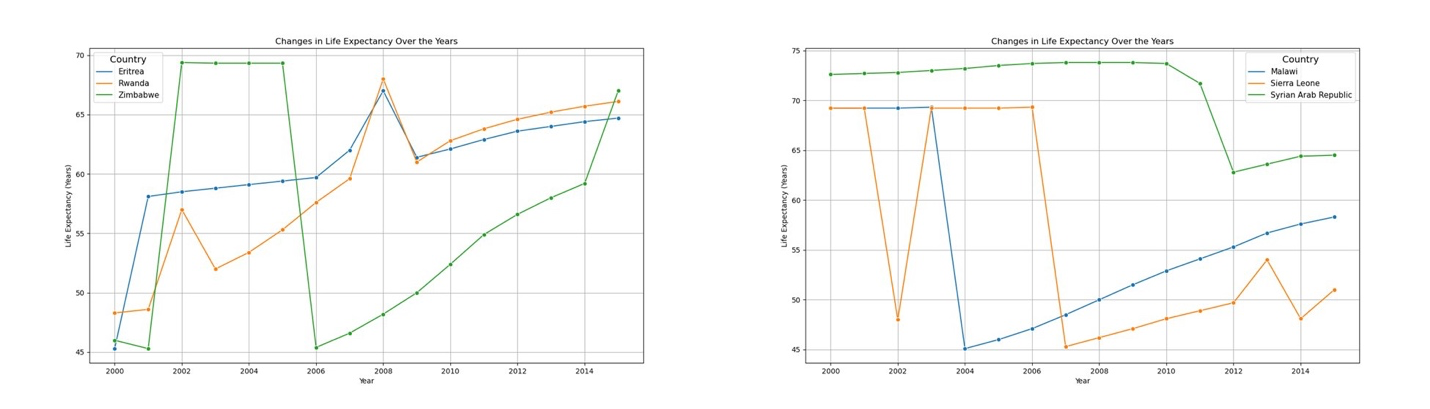 Changes in Life Expectancy Over the Years
70
65
60
55
50
45
Life Expectancy (Years)
Country
Eritrea
Rwanda
Zimbabwe
2000 2002 2004 2006 2008 2010 2012 2014
Year
Changes in Life Expectancy Over the Years
75
70
65
60
55
50
45
Life Expectancy (Years)
Country
Malawi
Sierra Leone
Syrian Arab Republic
2000 2002 2004 2006 2008 2010 2012 2014
Year